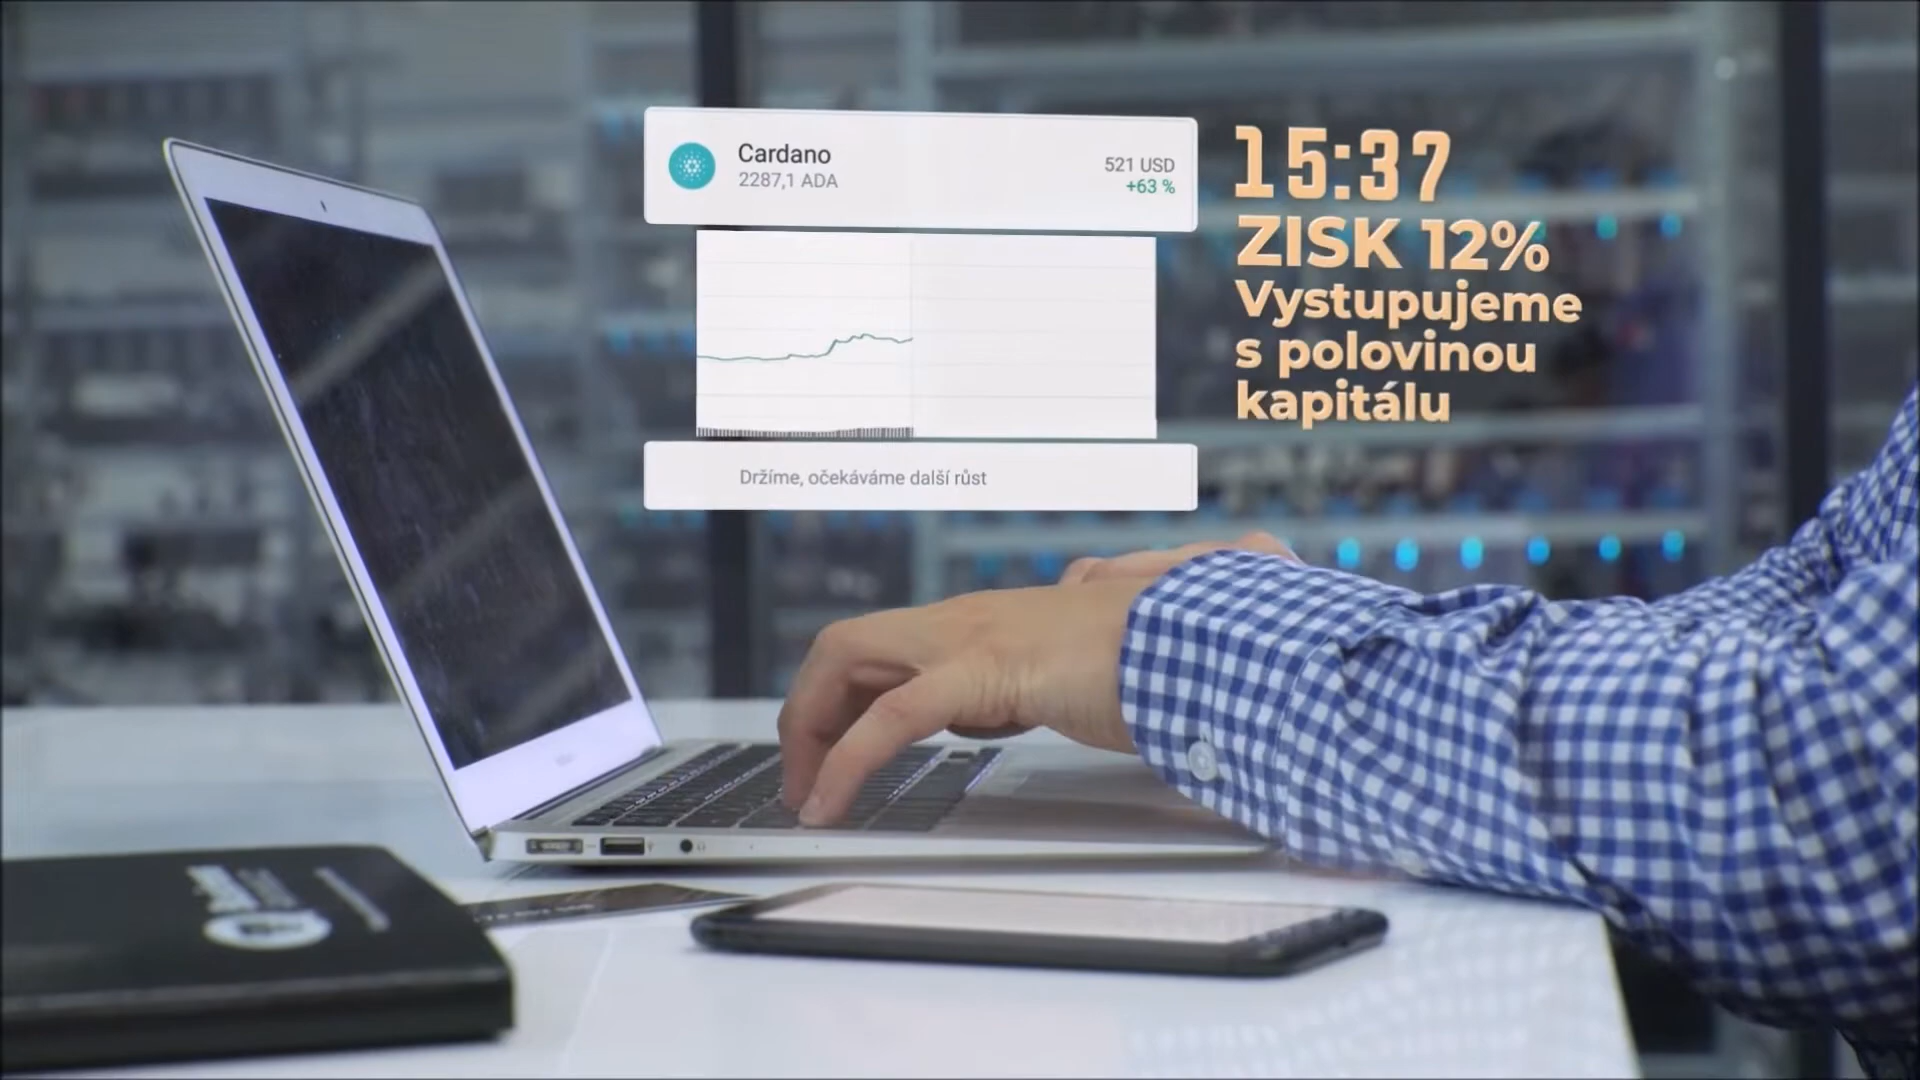 Cardano
2287,1 ADA
521 USD
+63 %
Držíme, očekáváme další růst
15:37
ZISK 12%
Vystupujeme
s polovinou
kapitálu